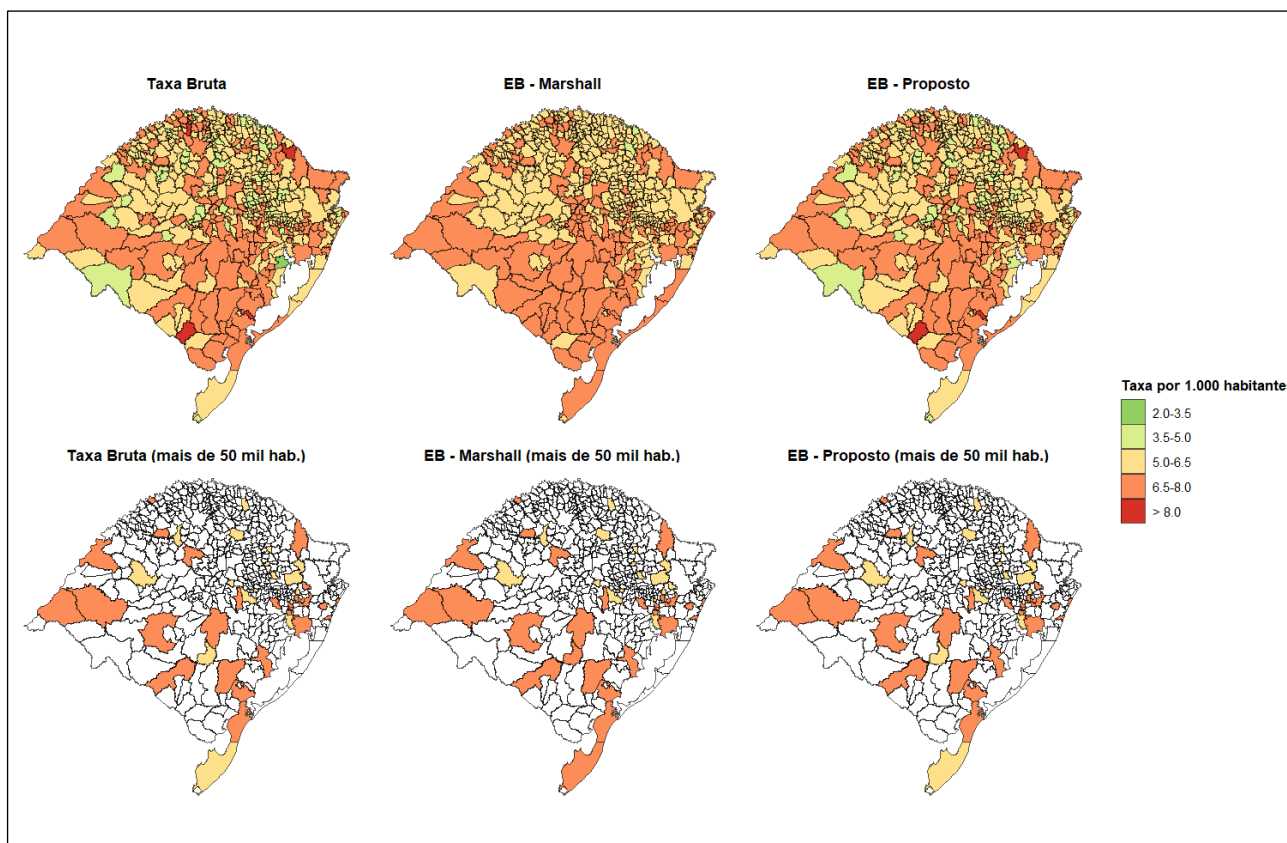 Taxa Bruta
EB - Marshall
EB - Proposto
Taxa por 1.000 habitante
2.0-3.5
3.5-5.0
5.0-6.5
6.5-8.0
> 8.0
Taxa Bruta (mais de 50 mil hab.)
EB - Marshall (mais de 50 mil hab.)
EB - Proposto (mais de 50 mil hab.)